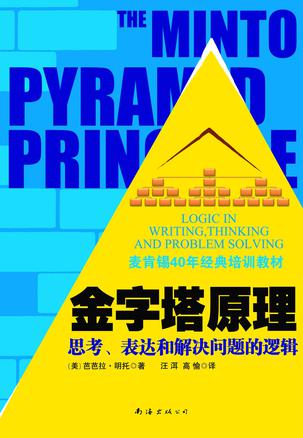 THE MINTO
PYRAMID
PRINCIPLE
LOGIC IN
WRITING,THINKING
AND PROBLEM SOLVING
麦肯锡40年经典培训教材
金字塔原理
思考、表达和解决问题的逻辑
(美) 芭芭拉·明托 著 汪洱 高愉 译
南海出版公司